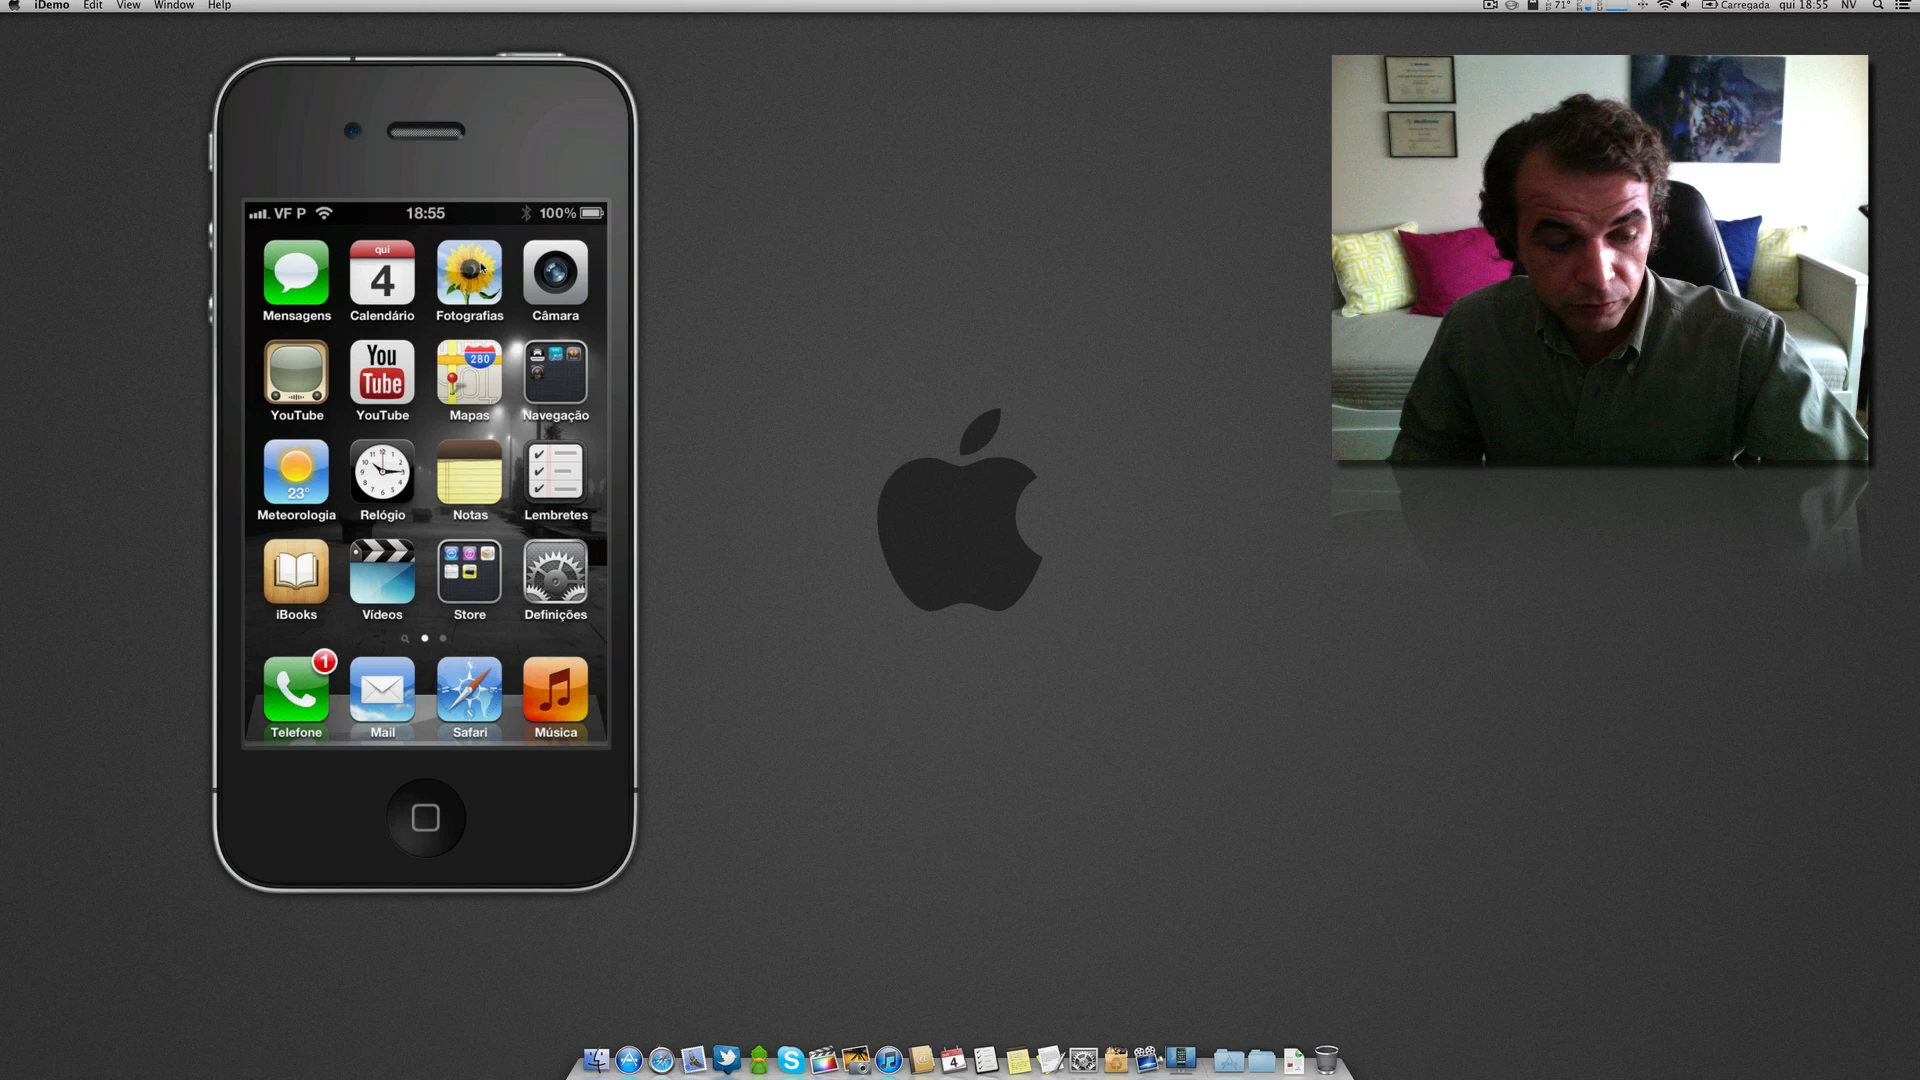 iDemo Edit View Window Help
71° Carregada qui 18:55 NV
VF P 18:55 100%
qui
4
Mensagens Calendário Fotografias Câmara
You
Tube
280
YouTube YouTube Mapas Navegação
23°
Meteorologia Relógio Notas Lembretes
iBooks Vídeos Store Definições
1
Telefone Mail Safari Música
4